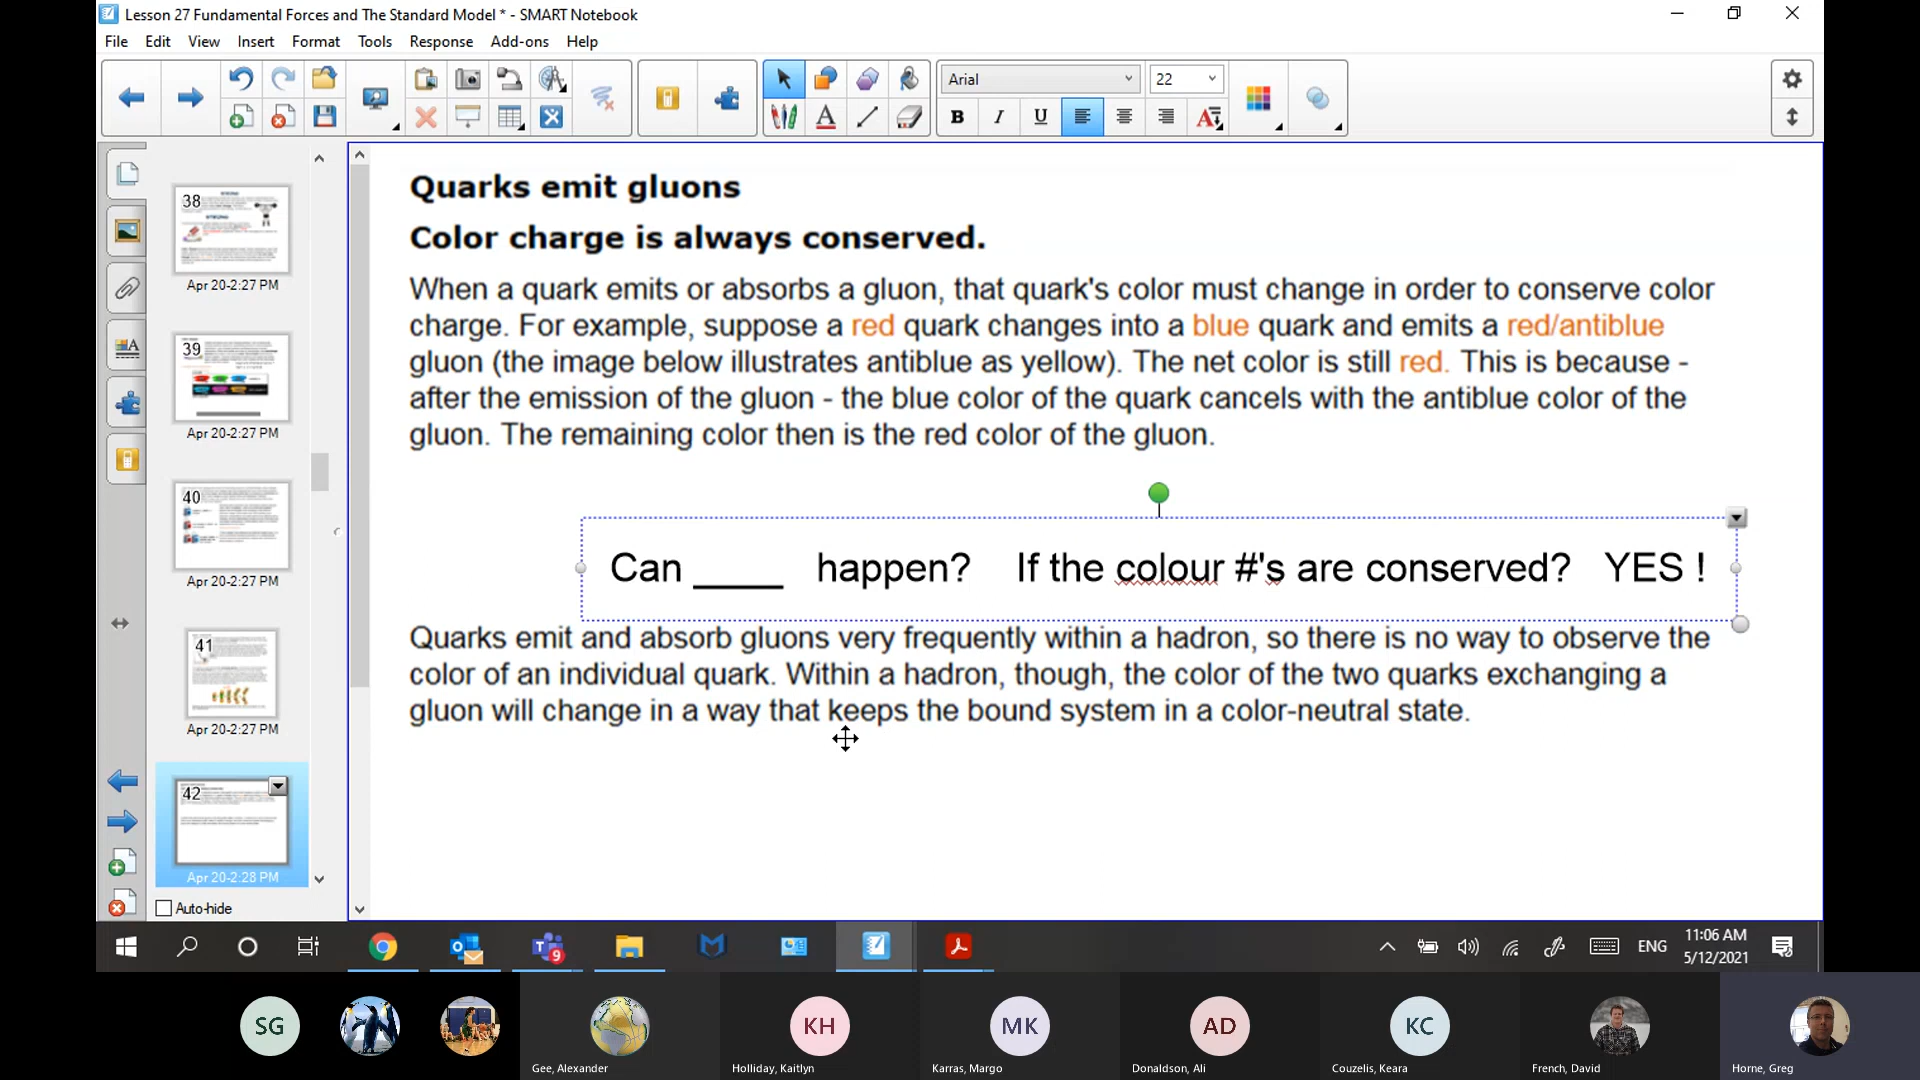 Lesson 27 Fundamental Forces and The Standard Model * - SMART Notebook
File Edit View Insert Format Tools Response Add-ons Help
Arial 22
B I U A
38
Apr 20-2:27 PM
39
Apr 20-2:27 PM
40
Apr 20-2:27 PM
41
Apr 20-2:27 PM
42
Apr 20-2:28 PM
Auto-hide
Quarks emit gluons
Color charge is always conserved.
When a quark emits or absorbs a gluon, that quark's color must change in order to conserve color
charge. For example, suppose a red quark changes into a blue quark and emits a red/antiblue
gluon (the image below illustrates antiblue as yellow). The net color is still red. This is because -
after the emission of the gluon - the blue color of the quark cancels with the antiblue color of the
gluon. The remaining color then is the red color of the gluon.
Can ____ happen? If the colour #'s are conserved? YES !
Quarks emit and absorb gluons very frequently within a hadron, so there is no way to observe the
color of an individual quark. Within a hadron, though, the color of the two quarks exchanging a
gluon will change in a way that keeps the bound system in a color-neutral state.
9
ENG
11:06 AM
5/12/2021
SG KH MK AD KC
Gee, Alexander
Holliday, Kaitlyn
Karras, Margo
Donaldson, Ali
Couzelis, Keara
French, David
Horne, Greg